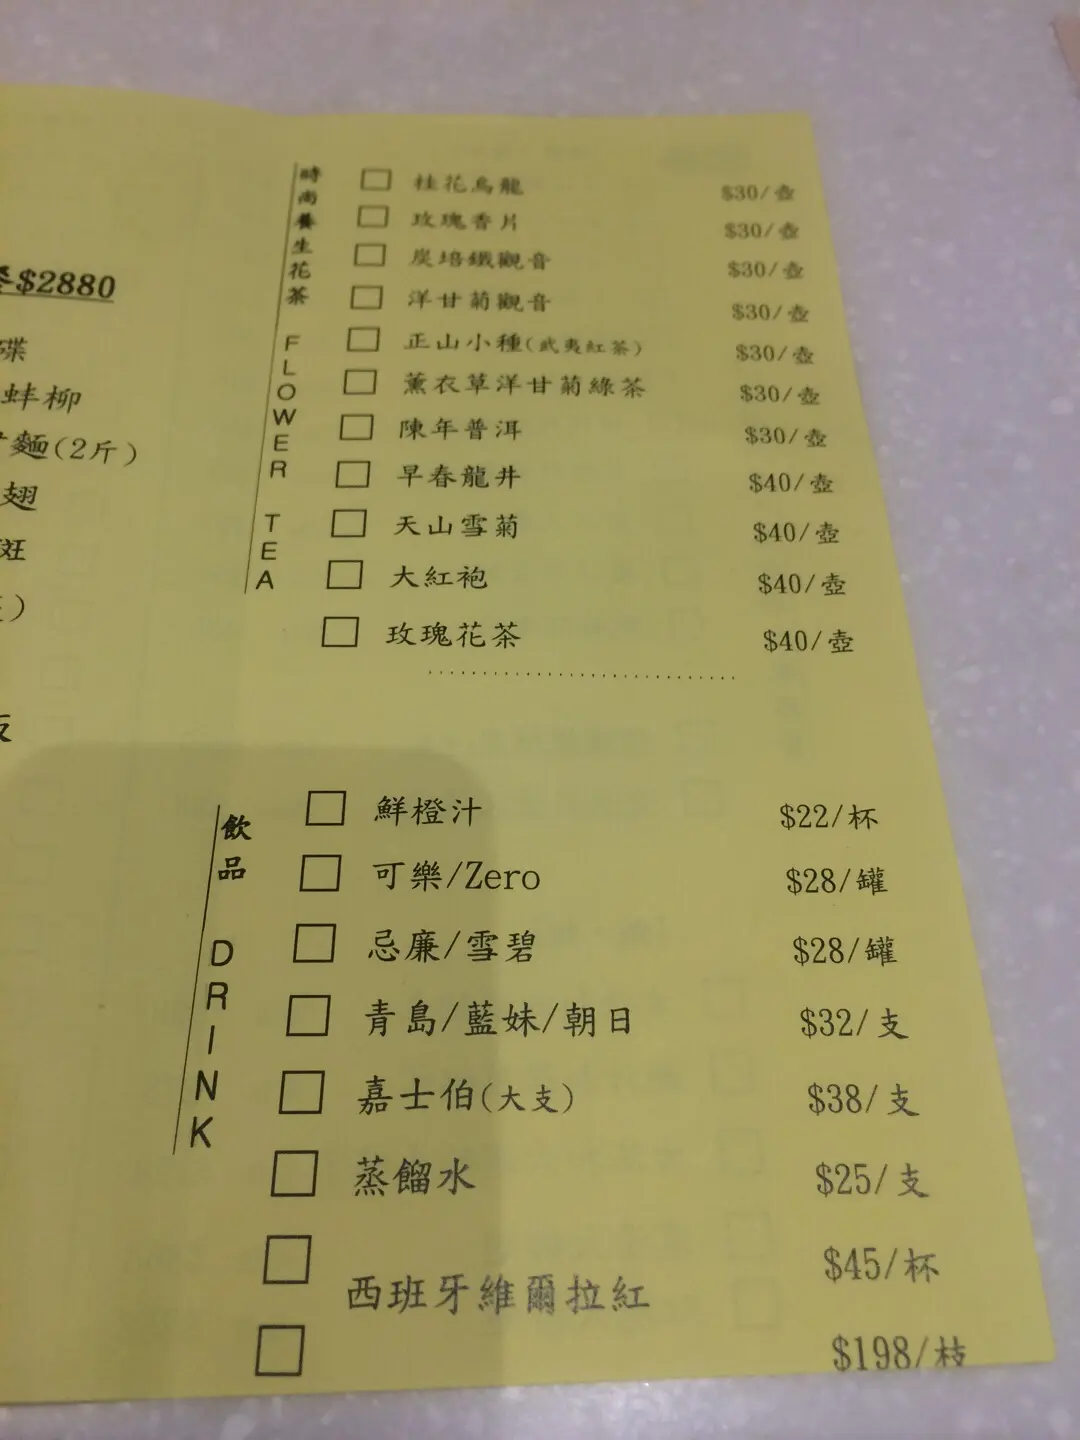 $2880
碟
蚌柳
麵(2斤)
翅
斑
)
時尚養生花茶 FLOWER TEA
桂花烏龍 $30/壺
玫瑰香片 $30/壺
炭培鐵觀音 $30/壺
洋甘菊觀音 $30/壺
正山小種(武夷紅茶) $30/壺
薰衣草洋甘菊綠茶 $30/壺
陳年普洱 $30/壺
早春龍井 $40/壺
天山雪菊 $40/壺
大紅袍 $40/壺
玫瑰花茶 $40/壺
飲品 DRINK
鮮橙汁 $22/杯
可樂/Zero $28/罐
忌廉/雪碧 $28/罐
青島/藍妹/朝日 $32/支
嘉士伯(大支) $38/支
蒸餾水 $25/支
$45/杯
西班牙維爾拉紅
$198/枝